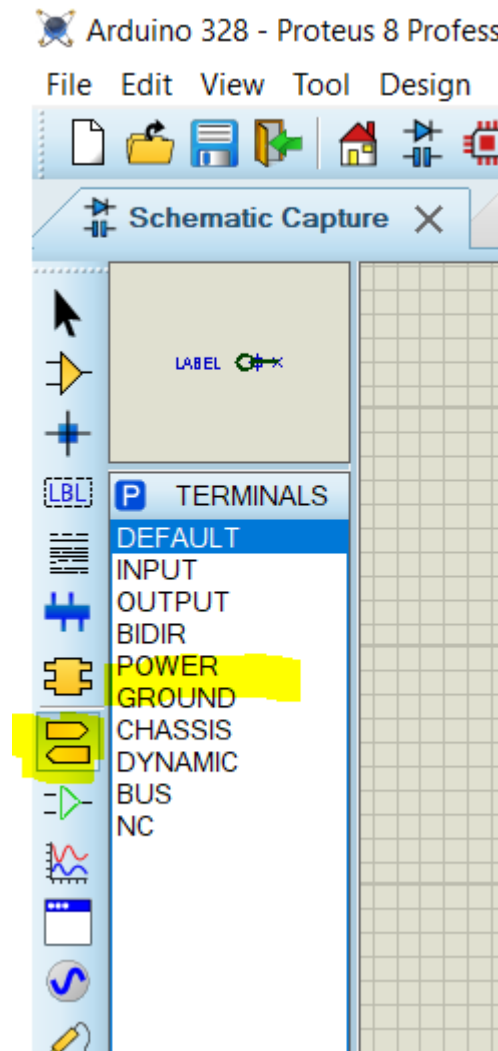 Arduino 328 - Proteus 8 Profess
File Edit View Tool Design
Schematic Capture
LABEL
LBL
P TERMINALS
DEFAULT
INPUT
OUTPUT
BIDIR
POWER
GROUND
CHASSIS
DYNAMIC
BUS
NC